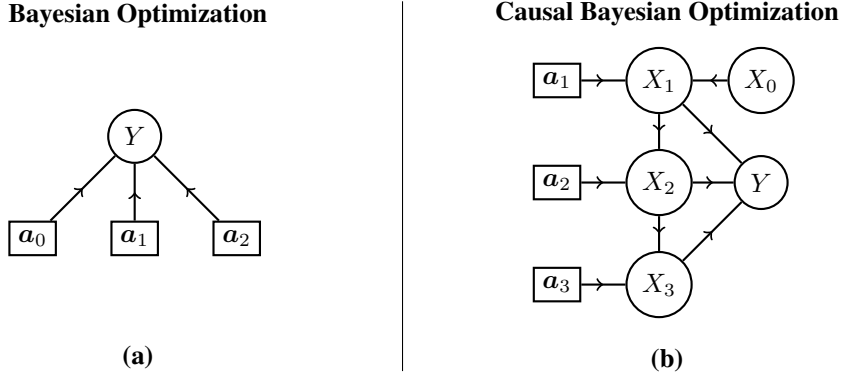 Bayesian Optimization
Y
a₀ a₁ a₂
(a)
Causal Bayesian Optimization
a₁ X₁ X₀
a₂ X₂ Y
a₃ X₃
(b)